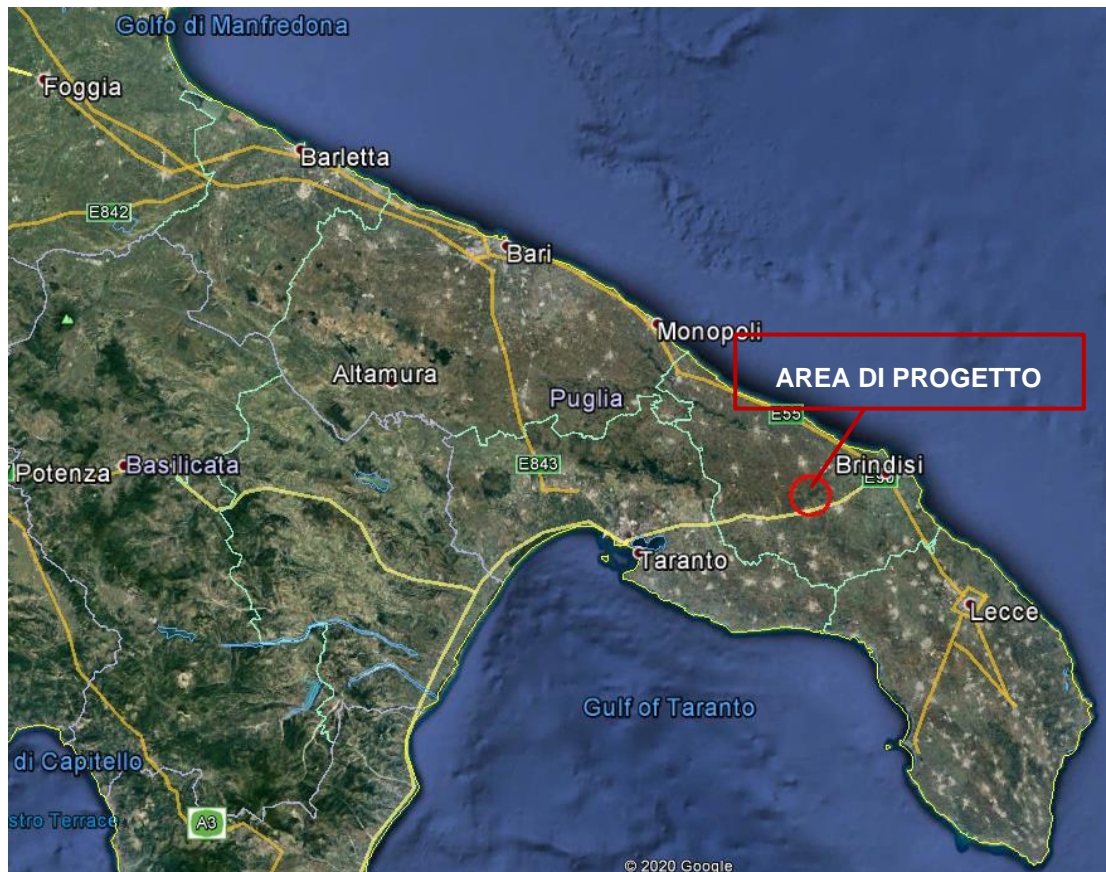 Golfo di Manfredona
Foggia
Barletta
E842
Bari
Monopoli
AREA DI PROGETTO
Altamura
Puglia
E55
Potenza
Basilicata
E843
Brindisi
E90
Taranto
Lecce
Gulf of Taranto
di Capitello
stro Terrace
A3
© 2020 Google